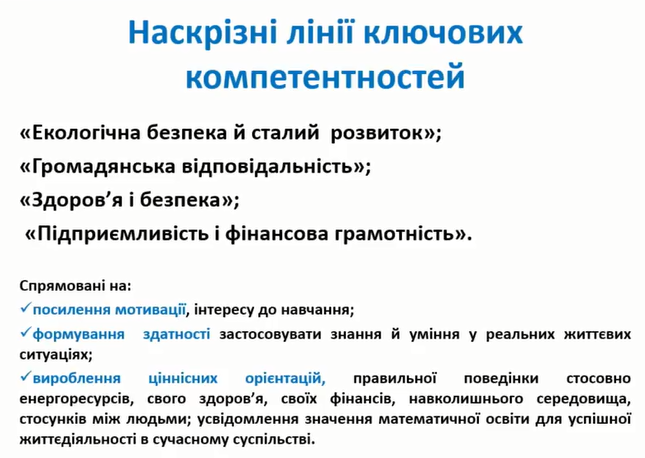 Наскрізні лінії ключових
компетентностей
«Екологічна безпека й сталий розвиток»;
«Громадянська відповідальність»;
«Здоров’я і безпека»;
«Підприємливість і фінансова грамотність».
Спрямовані на:
✓посилення мотивації, інтересу до навчання;
✓формування здатності застосовувати знання й уміння у реальних життєвих
ситуаціях;
✓вироблення ціннісних орієнтацій, правильної поведінки стосовно
енергоресурсів, свого здоров’я, своїх фінансів, навколишнього середовища,
стосунків між людьми; усвідомлення значення математичної освіти для успішної
життєдіяльності в сучасному суспільстві.